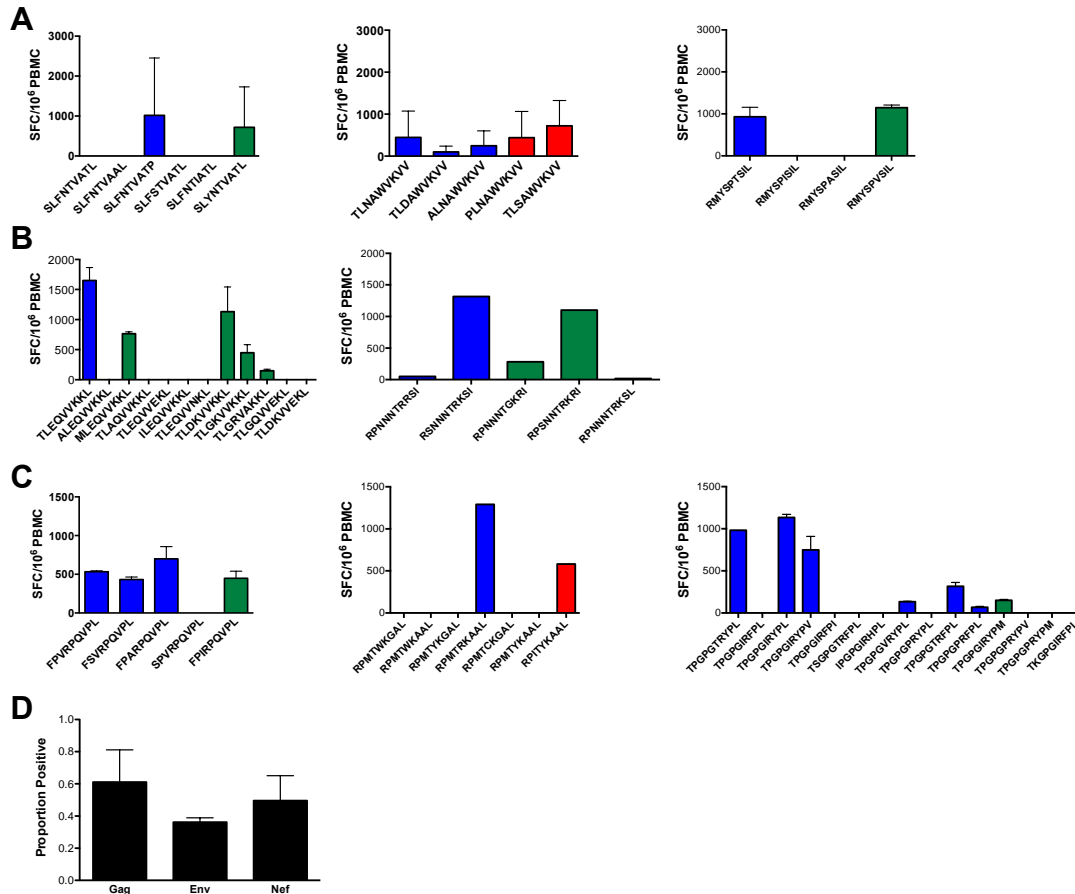 A
SFC/10⁶ PBMC
3000
2000
1000
0
SLFNTVATL
SLFNTVAAL
SLFNTVATP
SLFSTVATL
SLFNTIATL
SLYNTVATL
SFC/10⁶ PBMC
3000
2000
1000
0
TLNAWVKVV
TLDAWVKVV
ALNAWVKVV
PLNAWVKVV
TLSAWVKVV
SFC/10⁶ PBMC
3000
2000
1000
0
RMYSPTSIL
RMYSPISIL
RMYSPASIL
RMYSPVSIL
B
SFC/10⁶ PBMC
2000
1500
1000
500
0
TLEQVVKKL
ALEQVVKKL
MLEQVVKKL
TLAQVVKKL
TLEQVVEKL
ILEQVVKKL
TLEQVVNKL
TLDKVVKKL
TLGKVVKKL
TLGRVAKKL
TLGQVVEKL
TLDKVVEKL
SFC/10⁶ PBMC
2000
1500
1000
500
0
RPNNNTRRSI
RSNNNTRKSI
RPNNNTGKRI
RPSNNTRKRI
RPNNNTRKSL
C
SFC/10⁶ PBMC
1500
1000
500
0
FPVRPQVPL
FSVRPQVPL
FPARPQVPL
SPVRPQVPL
FPIRPQVPL
SFC/10⁶ PBMC
1500
1000
500
0
RPMTWKGAL
RPMTWKAAL
RPMTYKGAL
RPMTRKAAL
RPMTCKGAL
RPMTYKAAL
RPITYKAAL
SFC/10⁶ PBMC
1500
1000
500
0
TPGPGTRYPL
TPGPGIRFPL
TPGPGIRYPL
TPGPGIRYPV
TPGPGIRFPI
TSGPGTRFPL
IPGPGIRHPL
TPGPGVRYPL
TPGPGPRYPL
TPGPGTRFPL
TPGPGPRFPL
TPGPGIRYPM
TPGPGPRYPV
TPGPGPRYPM
TKGPGIRFPL
D
Proportion Positive
1.0
0.8
0.6
0.4
0.2
0.0
Gag
Env
Nef